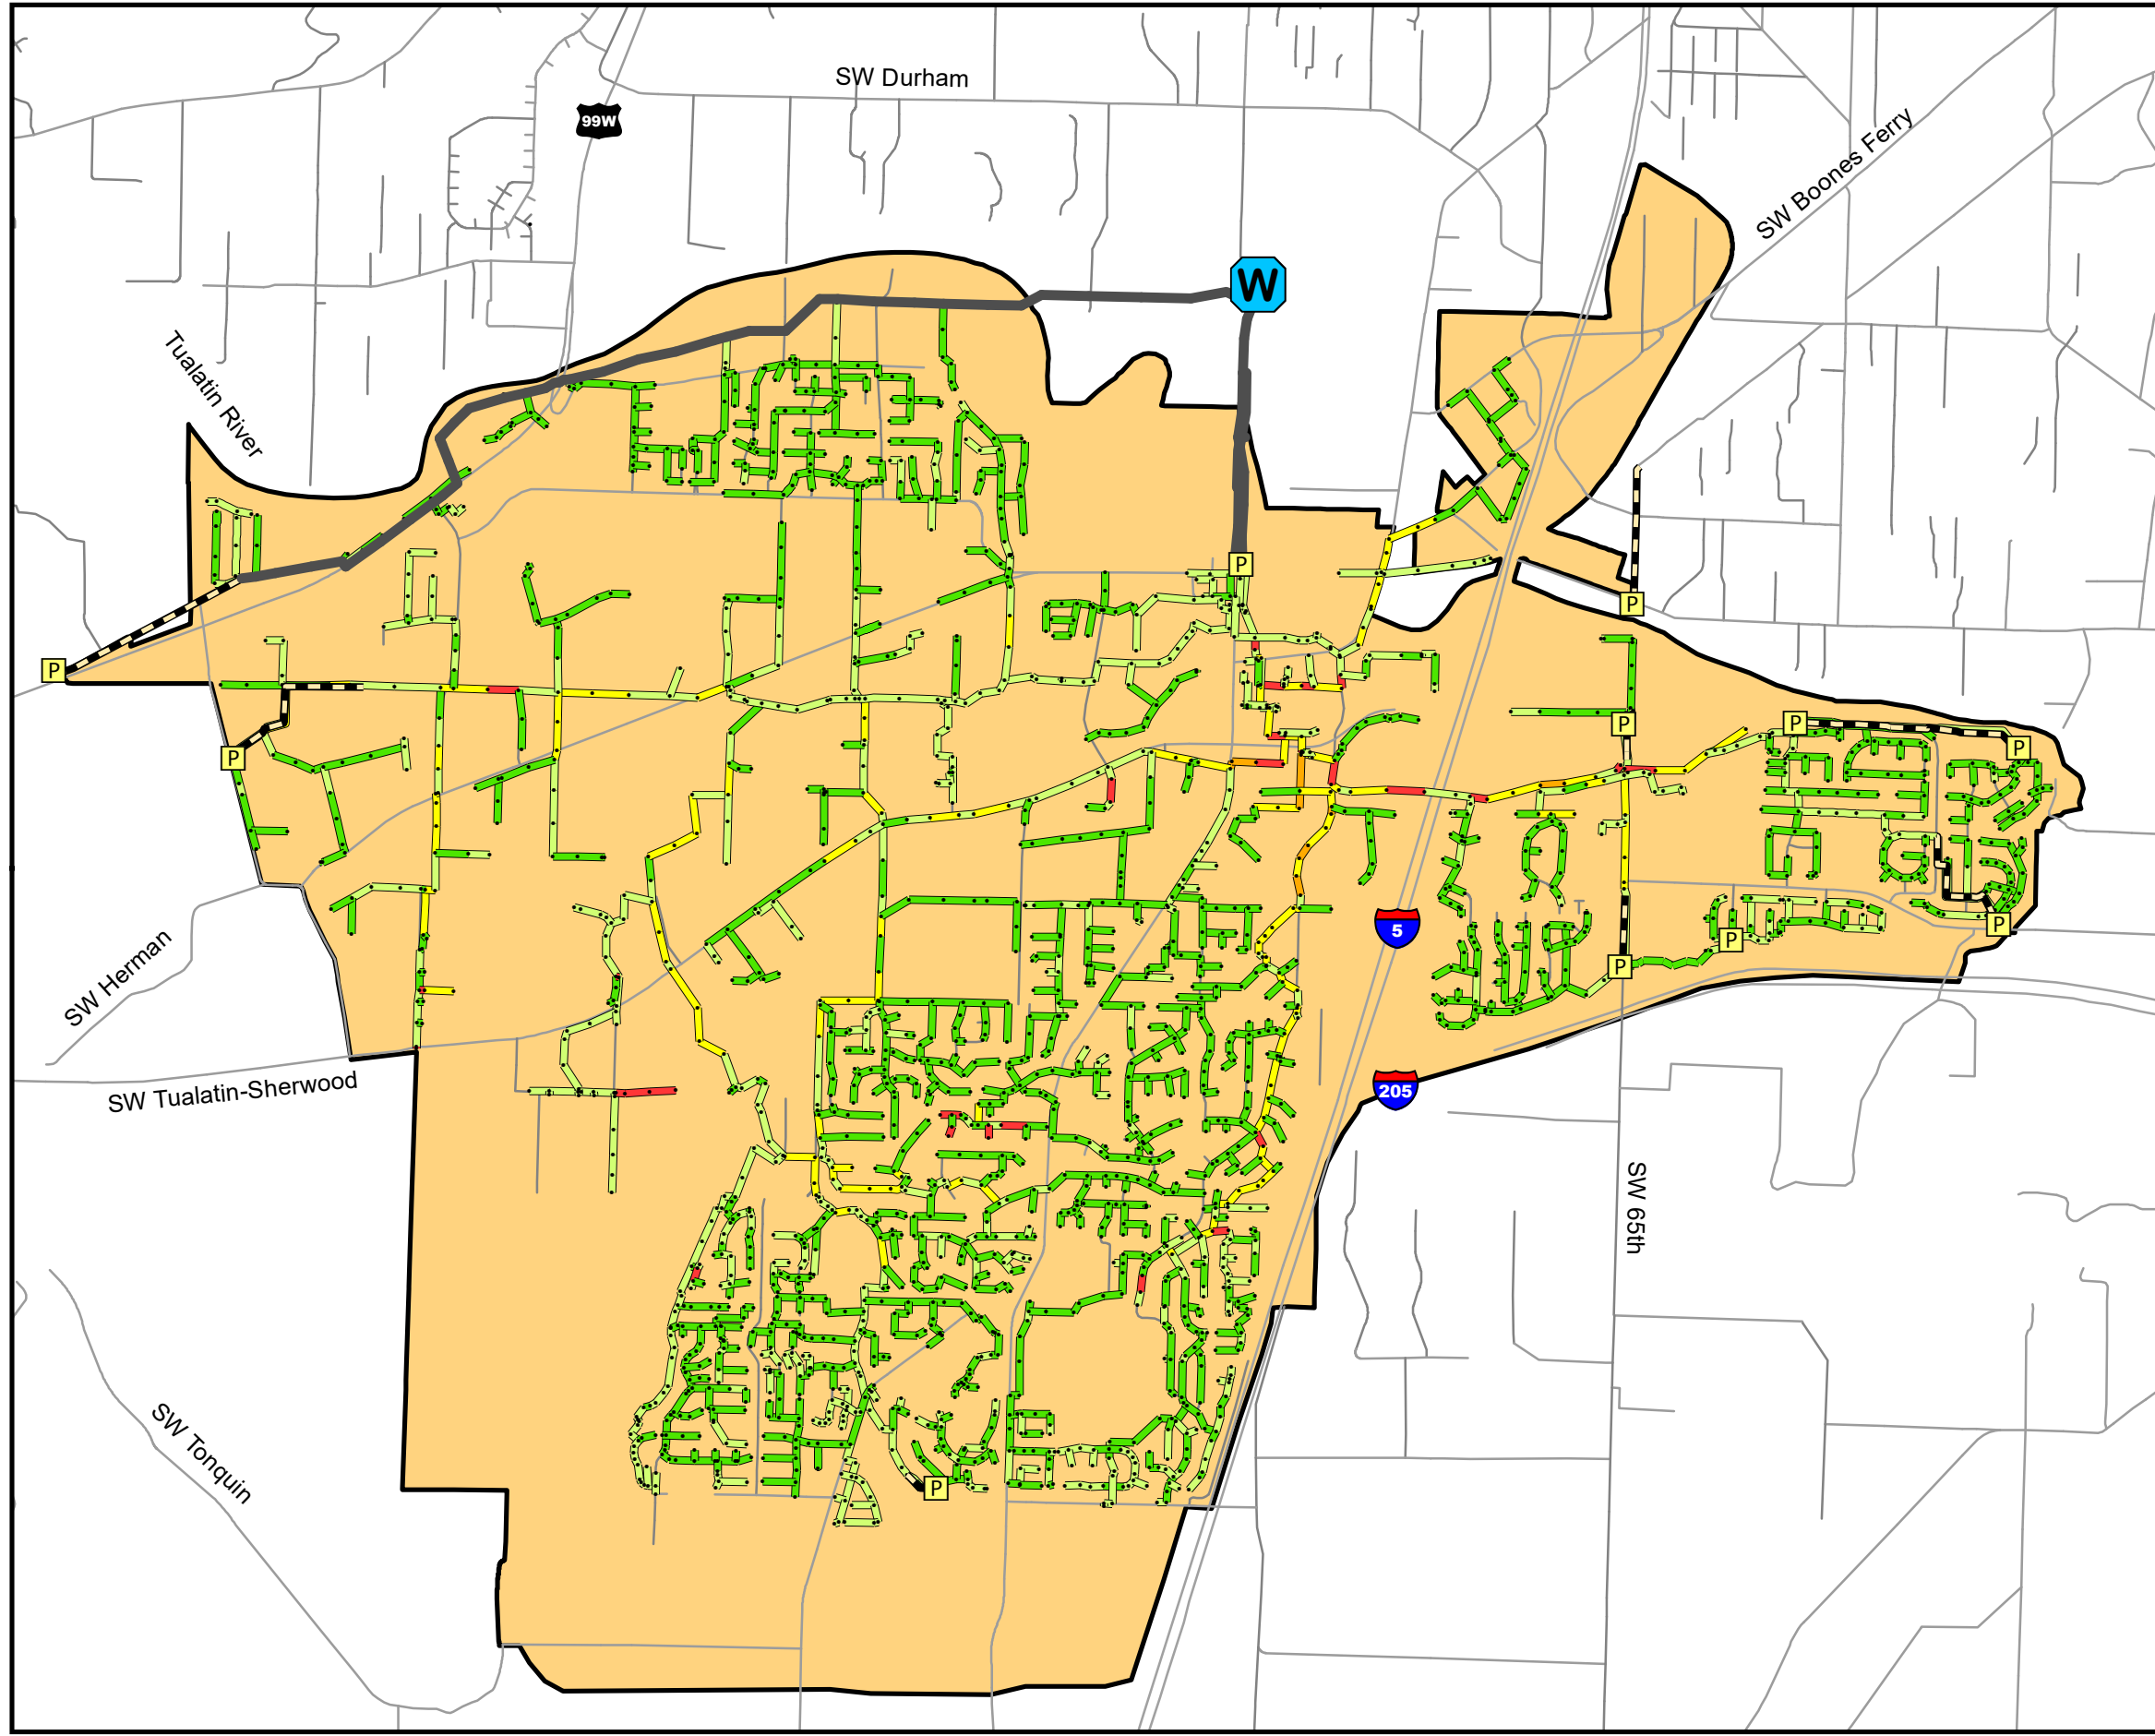 SW Durham
99W
SW Boones Ferry
W
Tualatin River
P
P
P
P
P
P
P
P
P
SW Herman
5
P
P
P
205
SW Tualatin-Sherwood
SW 65th
SW Tonquin
P